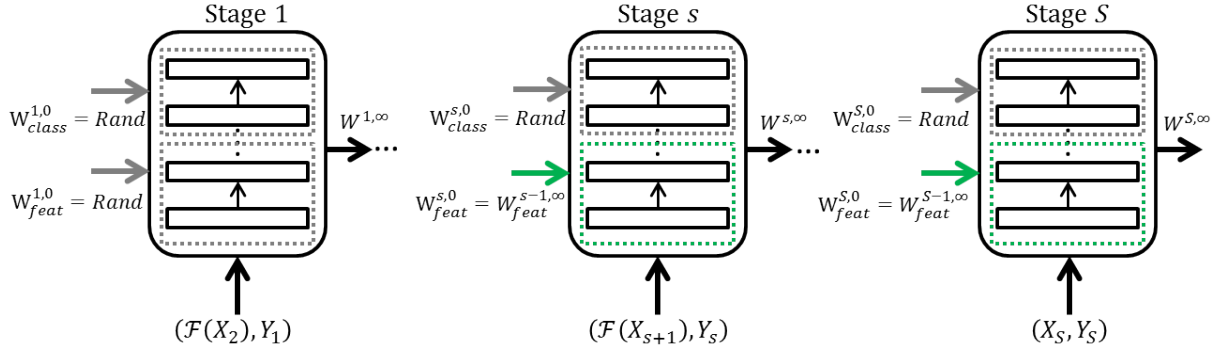 Stage 1
W^{1,0}_{class} = Rand
W^{1,0}_{feat} = Rand
W^{1,∞}
...
(ℱ(X_2), Y_1)
Stage s
W^{s,0}_{class} = Rand
W^{s,0}_{feat} = W^{s−1,∞}_{feat}
W^{s,∞}
...
(ℱ(X_{s+1}), Y_s)
Stage S
W^{S,0}_{class} = Rand
W^{S,0}_{feat} = W^{S−1,∞}_{feat}
W^{S,∞}
(X_S, Y_S)